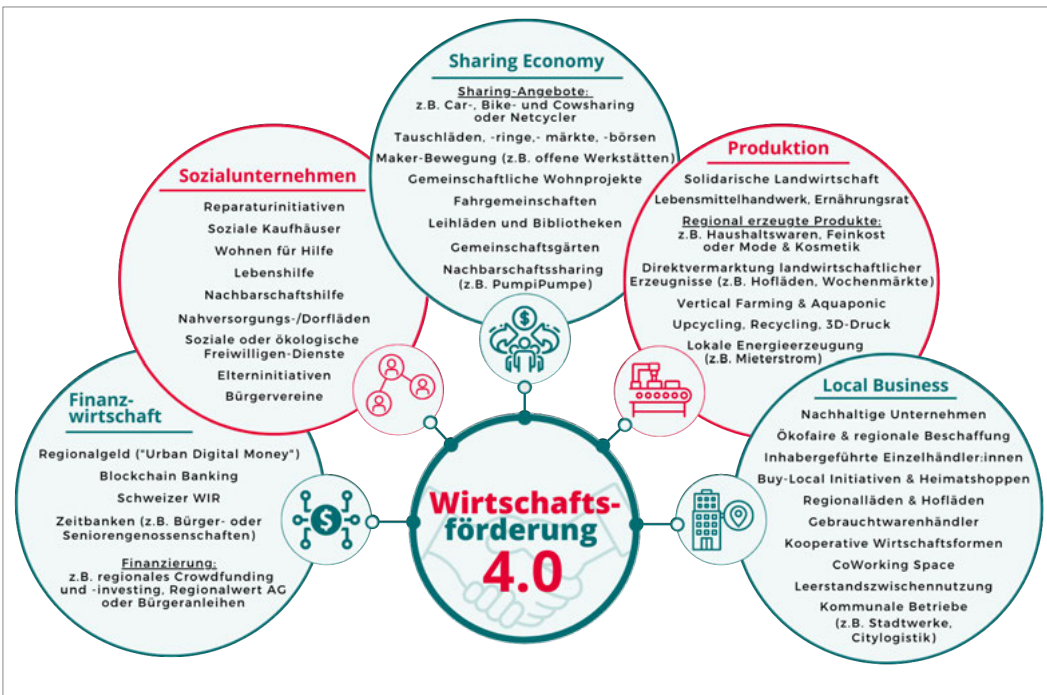 Sharing Economy
Sharing-Angebote:
z.B. Car-, Bike- und Cowsharing
oder Netcycler
Tauschläden, -ringe,- märkte, -börsen
Maker-Bewegung (z.B. offene Werkstätten)
Gemeinschaftliche Wohnprojekte
Fahrgemeinschaften
Leihläden und Bibliotheken
Gemeinschaftsgärten
Nachbarschaftssharing
(z.B. PumpiPumpe)
Sozialunternehmen
Reparaturinitiativen
Soziale Kaufhäuser
Wohnen für Hilfe
Lebenshilfe
Nachbarschaftshilfe
Nahversorgungs-/Dorfläden
Soziale oder ökologische
Freiwilligen-Dienste
Elterninitiativen
Bürgervereine
Produktion
Solidarische Landwirtschaft
Lebensmittelhandwerk, Ernährungsrat
Regional erzeugte Produkte:
z.B. Haushaltswaren, Feinkost
oder Mode & Kosmetik
Direktvermarktung landwirtschaftlicher
Erzeugnisse (z.B. Hofläden, Wochenmärkte)
Vertical Farming & Aquaponic
Upcycling, Recycling, 3D-Druck
Lokale Energieerzeugung
(z.B. Mieterstrom)
Finanz-
wirtschaft
Regionalgeld ("Urban Digital Money")
Blockchain Banking
Schweizer WIR
Zeitbanken (z.B. Bürger- oder
Seniorengenossenschaften)
Finanzierung:
z.B. regionales Crowdfunding
und -investing, Regionalwert AG
oder Bürgeranleihen
Local Business
Nachhaltige Unternehmen
Ökofaire & regionale Beschaffung
Inhabergeführte Einzelhändler:innen
Buy-Local Initiativen & Heimatshoppen
Regionalläden & Hofläden
Gebrauchtwarenhändler
Kooperative Wirtschaftsformen
CoWorking Space
Leerstandszwischennutzung
Kommunale Betriebe
(z.B. Stadtwerke,
Citylogistik)
Wirtschafts-
förderung
4.0
$
$